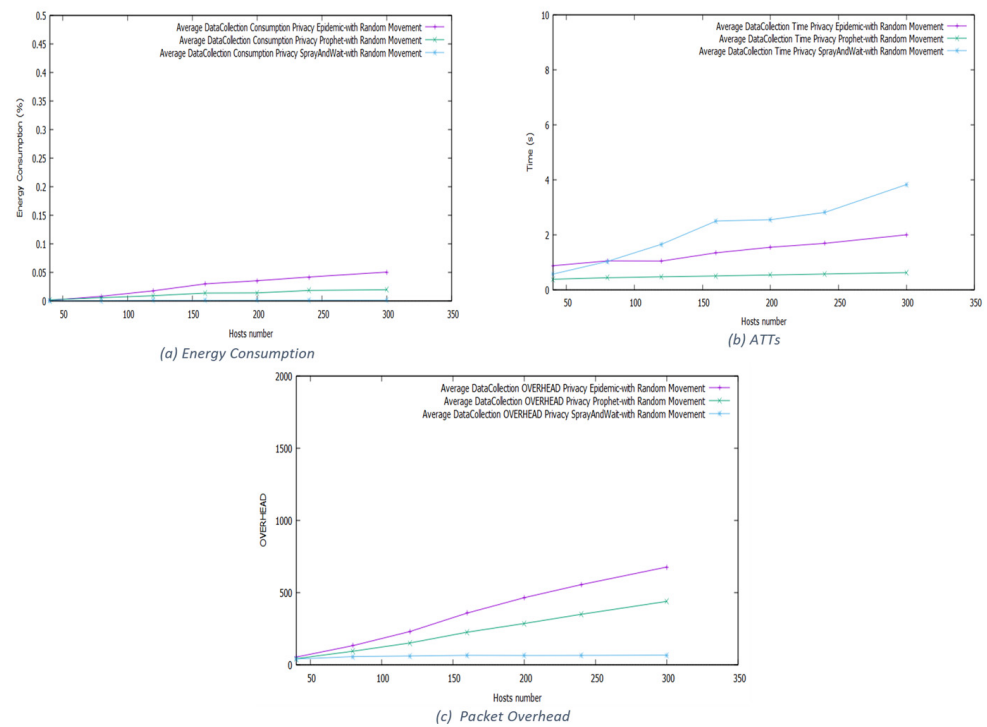 0.5
0.45
0.4
0.35
0.3
0.25
0.2
0.15
0.1
0.05
0
Energy Consumption (%)
Average DataCollection Consumption Privacy Epidemic-with Random Movement
Average DataCollection Consumption Privacy Prophet-with Random Movement
Average DataCollection Consumption Privacy SprayAndWait-with Random Movement
50 100 150 200 250 300 350
Hosts number
(a) Energy Consumption
10
8
6
4
2
0
Time (s)
Average DataCollection Time Privacy Epidemic-with Random Movement
Average DataCollection Time Privacy Prophet-with Random Movement
Average DataCollection Time Privacy SprayAndWait-with Random Movement
50 100 150 200 250 300 350
Hosts number
(b) ATTs
2000
1500
1000
500
0
OVERHEAD
Average DataCollection OVERHEAD Privacy Epidemic-with Random Movement
Average DataCollection OVERHEAD Privacy Prophet-with Random Movement
Average DataCollection OVERHEAD Privacy SprayAndWait-with Random Movement
50 100 150 200 250 300 350
Hosts number
(c) Packet Overhead